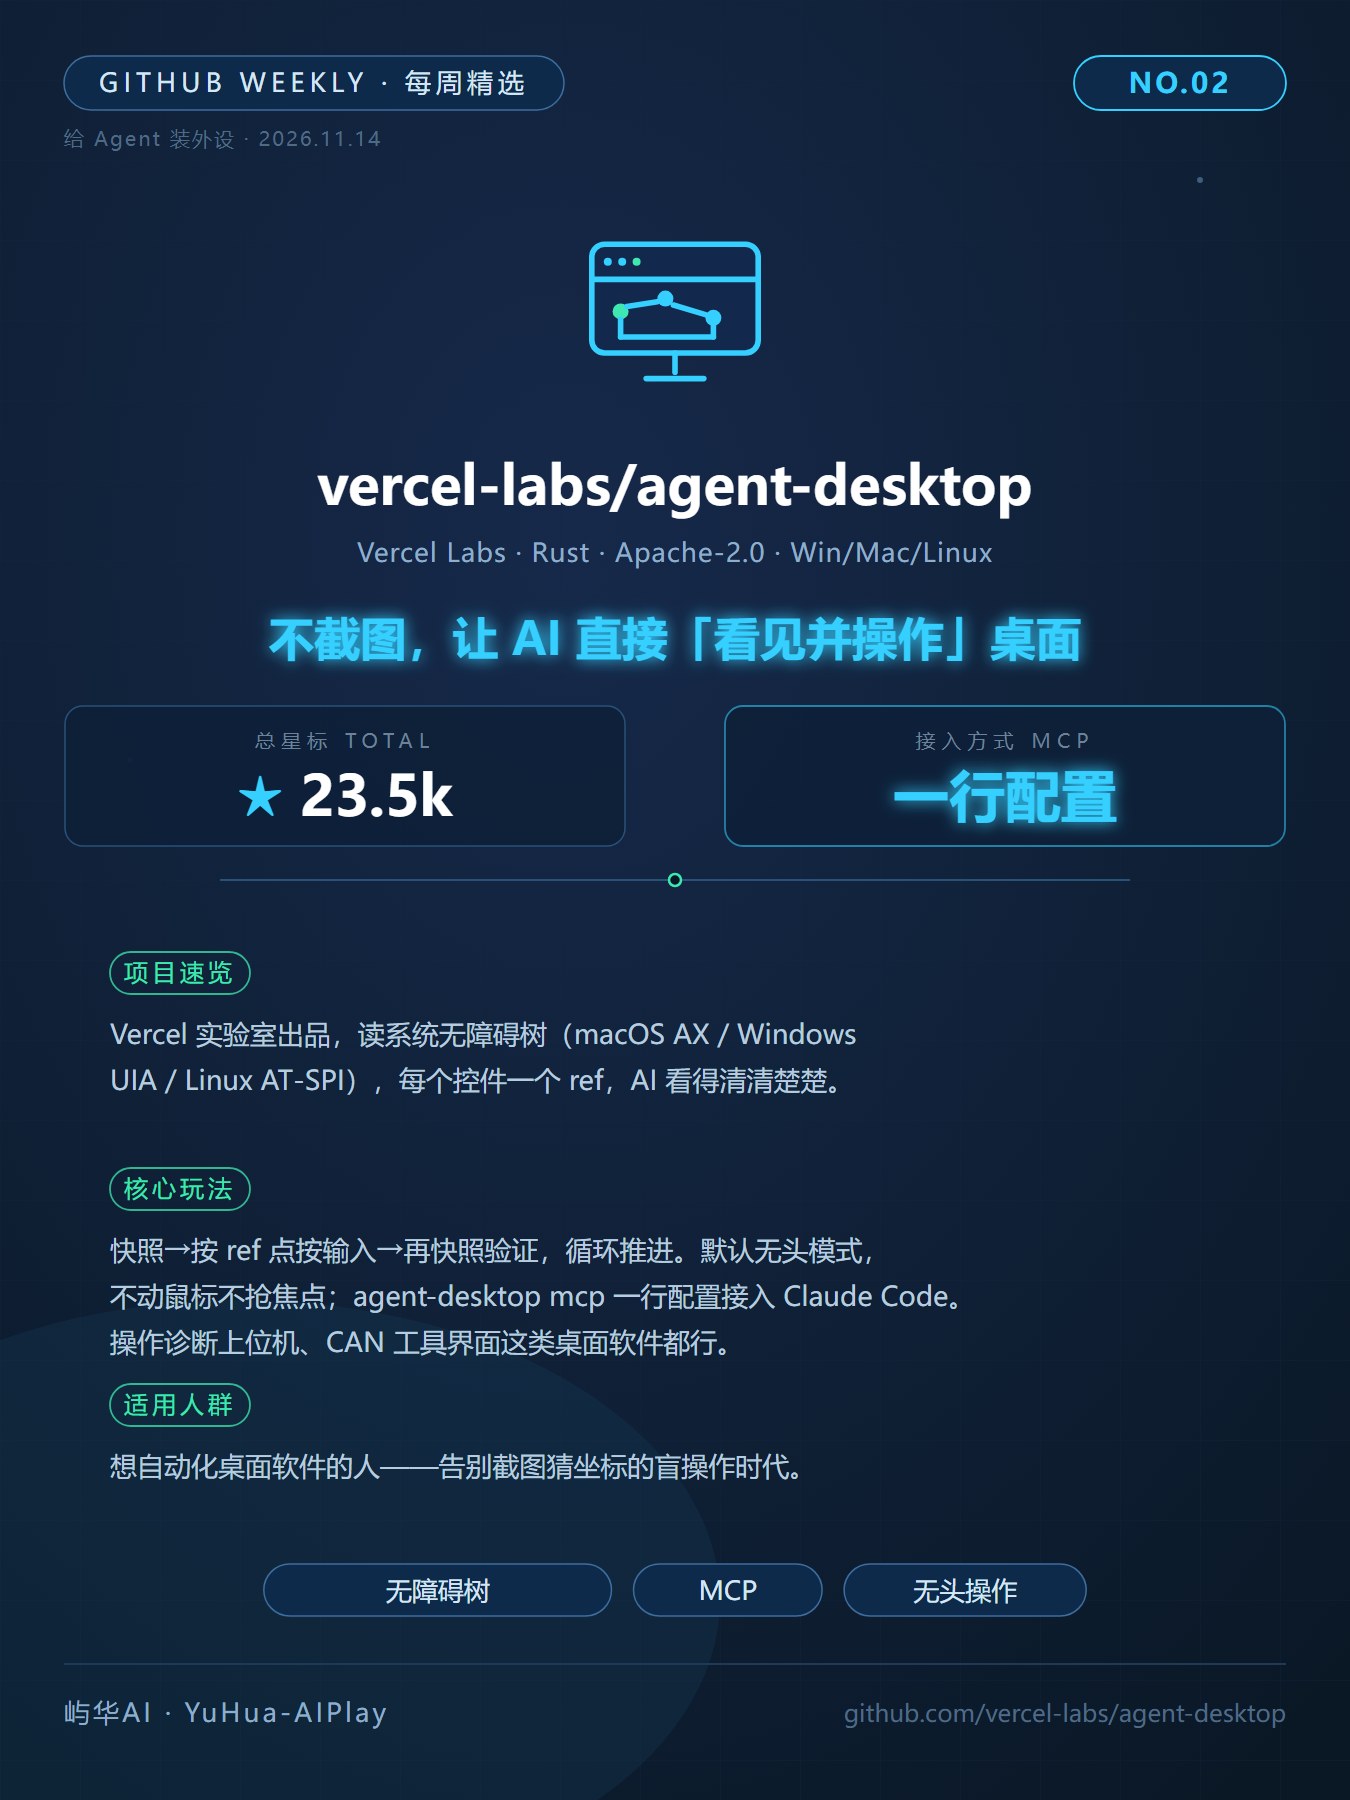 GITHUB WEEKLY · 每周精选
NO.02
给 Agent 装外设 · 2026.11.14
vercel-labs/agent-desktop
Vercel Labs · Rust · Apache-2.0 · Win/Mac/Linux
不截图，让 AI 直接「看见并操作」桌面
总星标 TOTAL
★ 23.5k
接入方式 MCP
一行配置
项目速览
Vercel 实验室出品，读系统无障碍树（macOS AX / Windows
UIA / Linux AT-SPI），每个控件一个 ref，AI 看得清清楚楚。
核心玩法
快照→按 ref 点按输入→再快照验证，循环推进。默认无头模式，
不动鼠标不抢焦点；agent-desktop mcp 一行配置接入 Claude Code。
操作诊断上位机、CAN 工具界面这类桌面软件都行。
适用人群
想自动化桌面软件的人——告别截图猜坐标的盲操作时代。
无障碍树
MCP
无头操作
屿华AI · YuHua-AIPlay
github.com/vercel-labs/agent-desktop